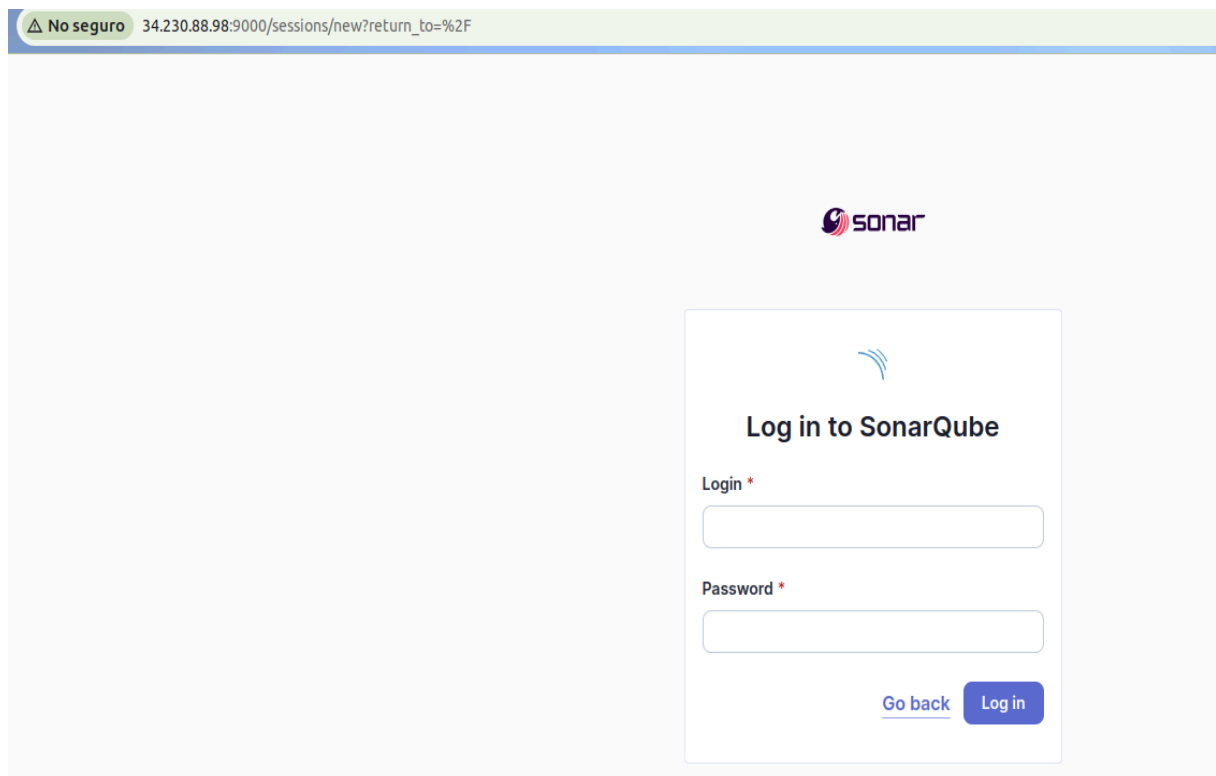 No seguro 34.230.88.98:9000/sessions/new?return_to=%2F
sonar
Log in to SonarQube
Login *
Password *
Go back Log in